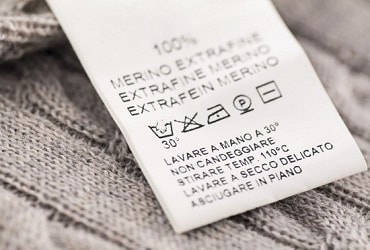 100%
MERINO EXTRAFINE
EXTRAFINE MERINO
EXTRAFEIN MERINO
P
30°
LAVARE A MANO A 30°
NON CANDEGGIARE
STIRARE TEMP. 110°C
LAVARE A SECCO DELICATO
ASCIUGARE IN PIANO